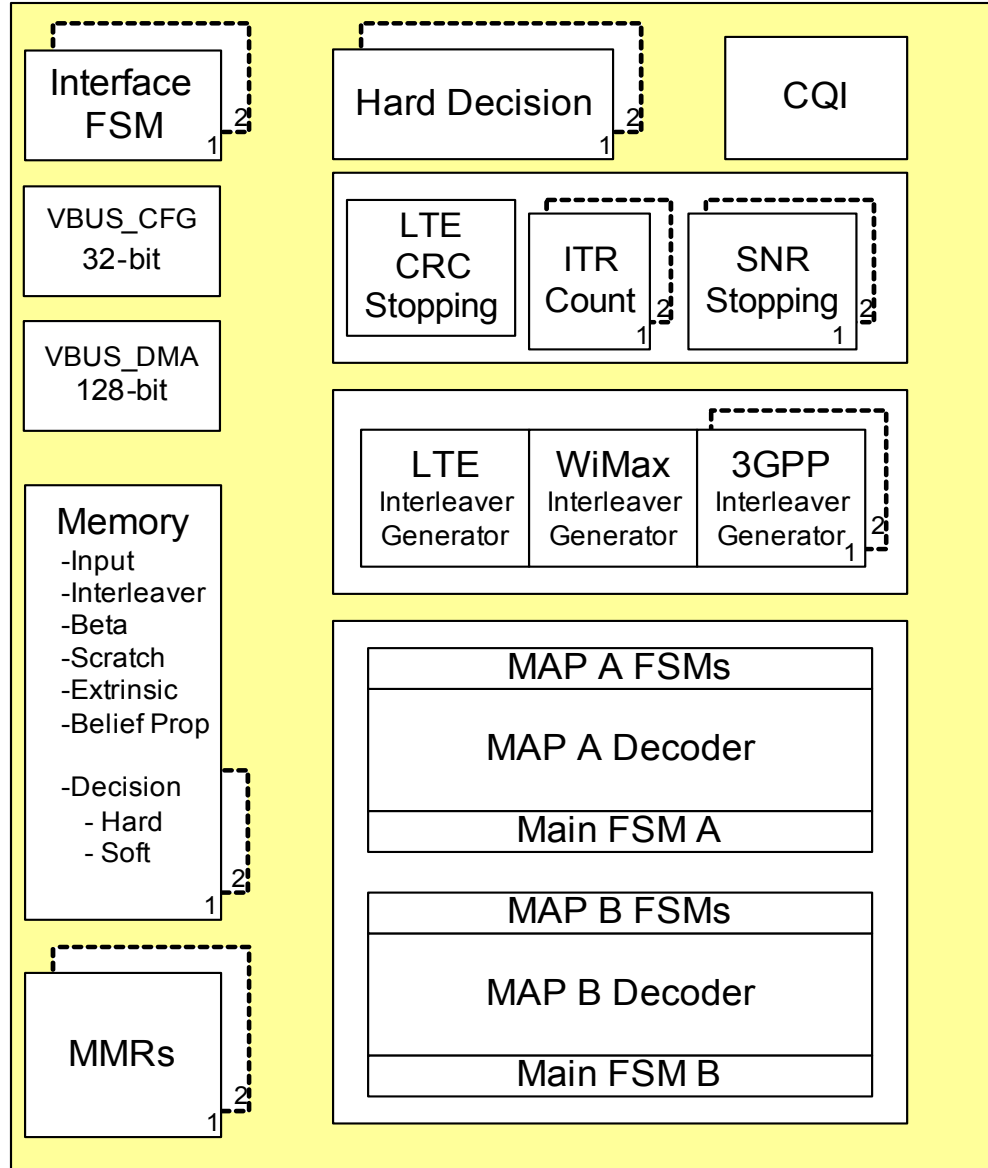 Interface
FSM
1
2
Hard Decision
1
2
CQI
VBUS_CFG
32-bit
VBUS_DMA
128-bit
LTE
CRC
Stopping
ITR
Count
1
2
SNR
Stopping
1
2
LTE
Interleaver
Generator
WiMax
Interleaver
Generator
3GPP
Interleaver
Generator
1
2
Memory
-Input
-Interleaver
-Beta
-Scratch
-Extrinsic
-Belief Prop
-Decision
- Hard
- Soft
1
2
MMRs
1
2
MAP A FSMs
MAP A Decoder
Main FSM A
MAP B FSMs
MAP B Decoder
Main FSM B